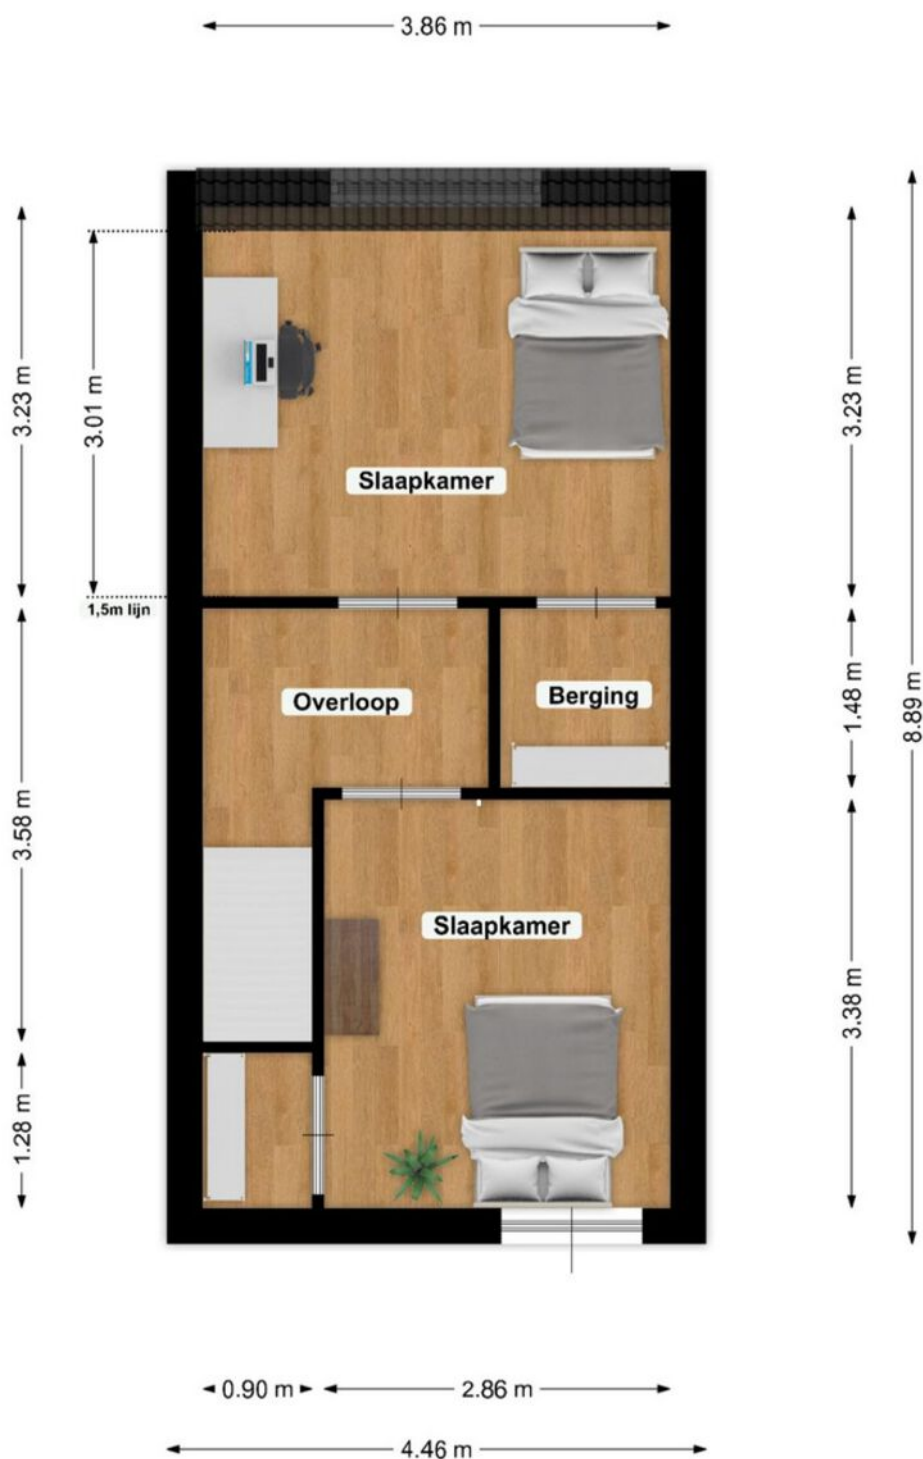 3.86 m
3.23 m
3.01 m
3.23 m
Slaapkamer
1,5m lijn
Overloop
Berging
1.48 m
8.89 m
3.58 m
Slaapkamer
3.38 m
1.28 m
0.90 m
2.86 m
4.46 m